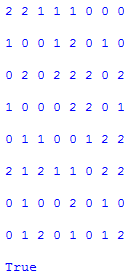 2 2 1 1 1 0 0 0
1 0 0 1 2 0 1 0
0 2 0 2 2 2 0 2
1 0 0 0 2 2 0 1
0 1 1 0 0 1 2 2
2 1 2 1 1 0 2 2
0 1 0 0 2 0 1 0
0 1 2 0 1 0 1 2
True